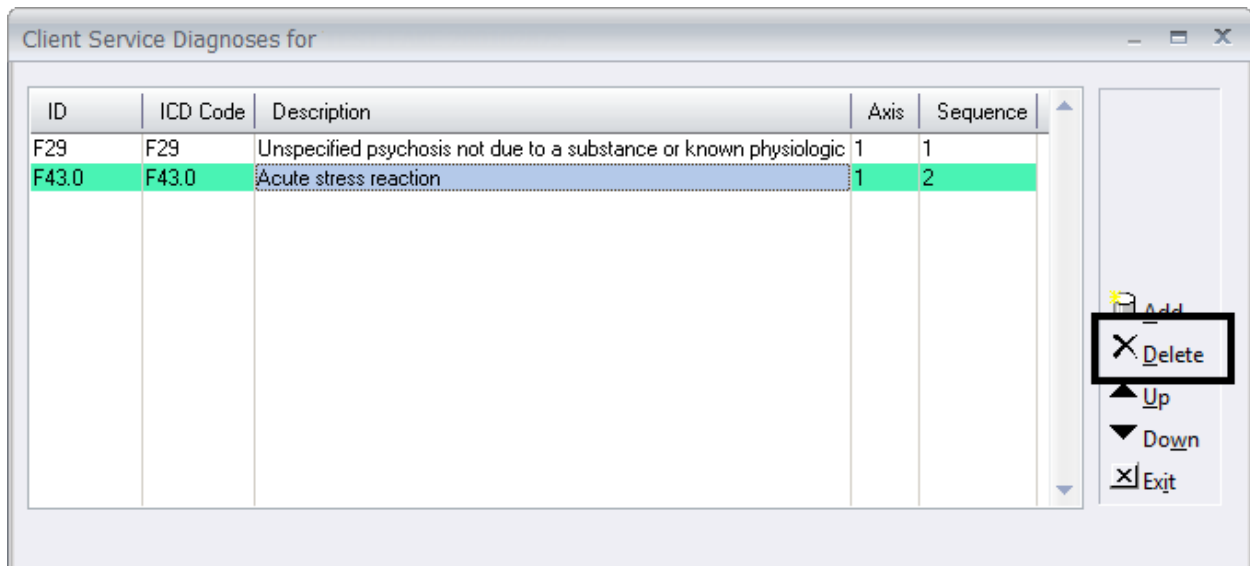 Client Service Diagnoses for
ID ICD Code Description Axis Sequence
F29 F29 Unspecified psychosis not due to a substance or known physiologic 1 1
F43.0 F43.0 Acute stress reaction 1 2
Add
Delete
Up
Down
Exit